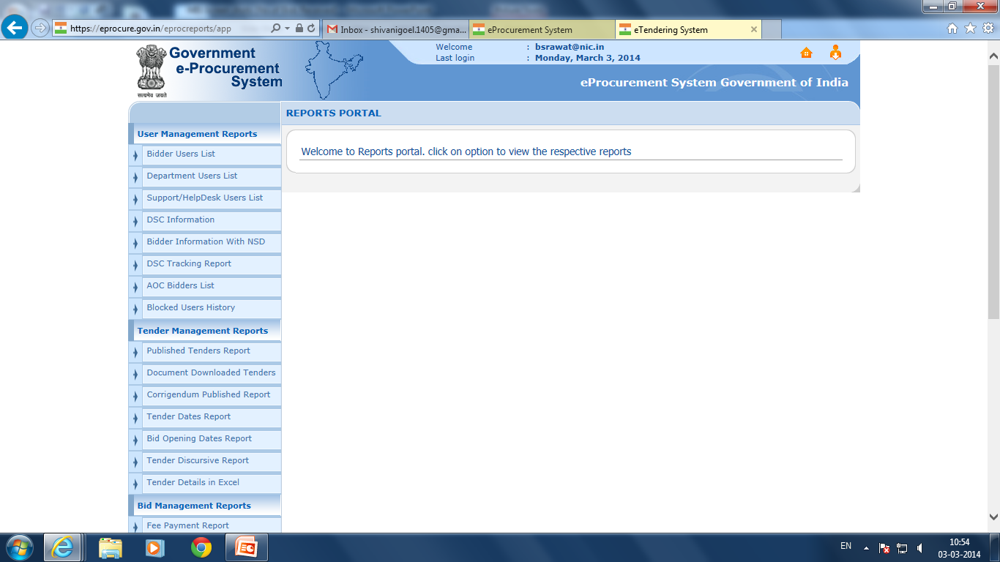 https://eprocure.gov.in/eprocreports/app
Inbox - shivanigoel.1405@gma...
eProcurement System
eTendering System
Government
e-Procurement
System
सत्यमेव जयते
Welcome : bsrawat@nic.in
Last login : Monday, March 3, 2014
eProcurement System Government of India
REPORTS PORTAL
Welcome to Reports portal. click on option to view the respective reports
User Management Reports
Bidder Users List
Department Users List
Support/HelpDesk Users List
DSC Information
Bidder Information With NSD
DSC Tracking Report
AOC Bidders List
Blocked Users History
Tender Management Reports
Published Tenders Report
Document Downloaded Tenders
Corrigendum Published Report
Tender Dates Report
Bid Opening Dates Report
Tender Discursive Report
Tender Details in Excel
Bid Management Reports
Fee Payment Report
EN
10:54
03-03-2014